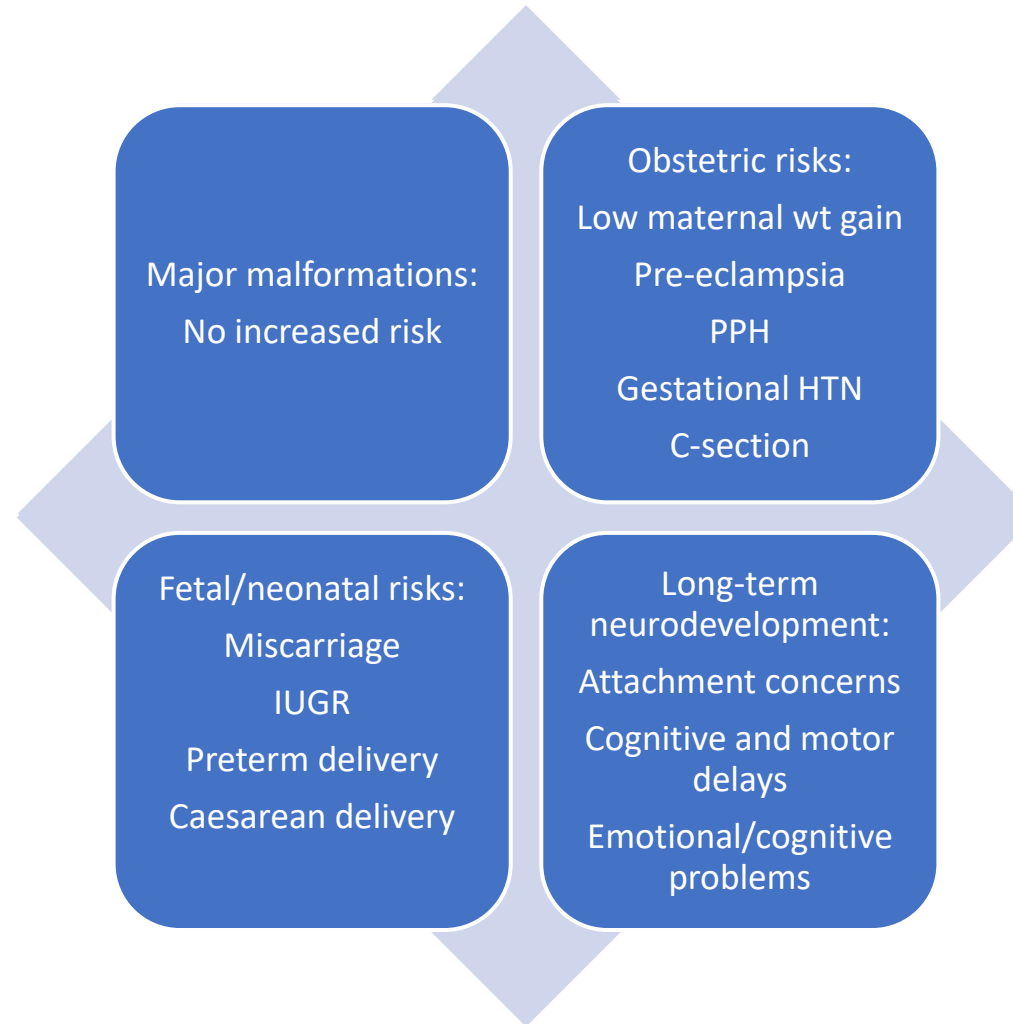 Major malformations:
No increased risk
Obstetric risks:
Low maternal wt gain
Pre-eclampsia
PPH
Gestational HTN
C-section
Fetal/neonatal risks:
Miscarriage
IUGR
Preterm delivery
Caesarean delivery
Long-term
neurodevelopment:
Attachment concerns
Cognitive and motor
delays
Emotional/cognitive
problems